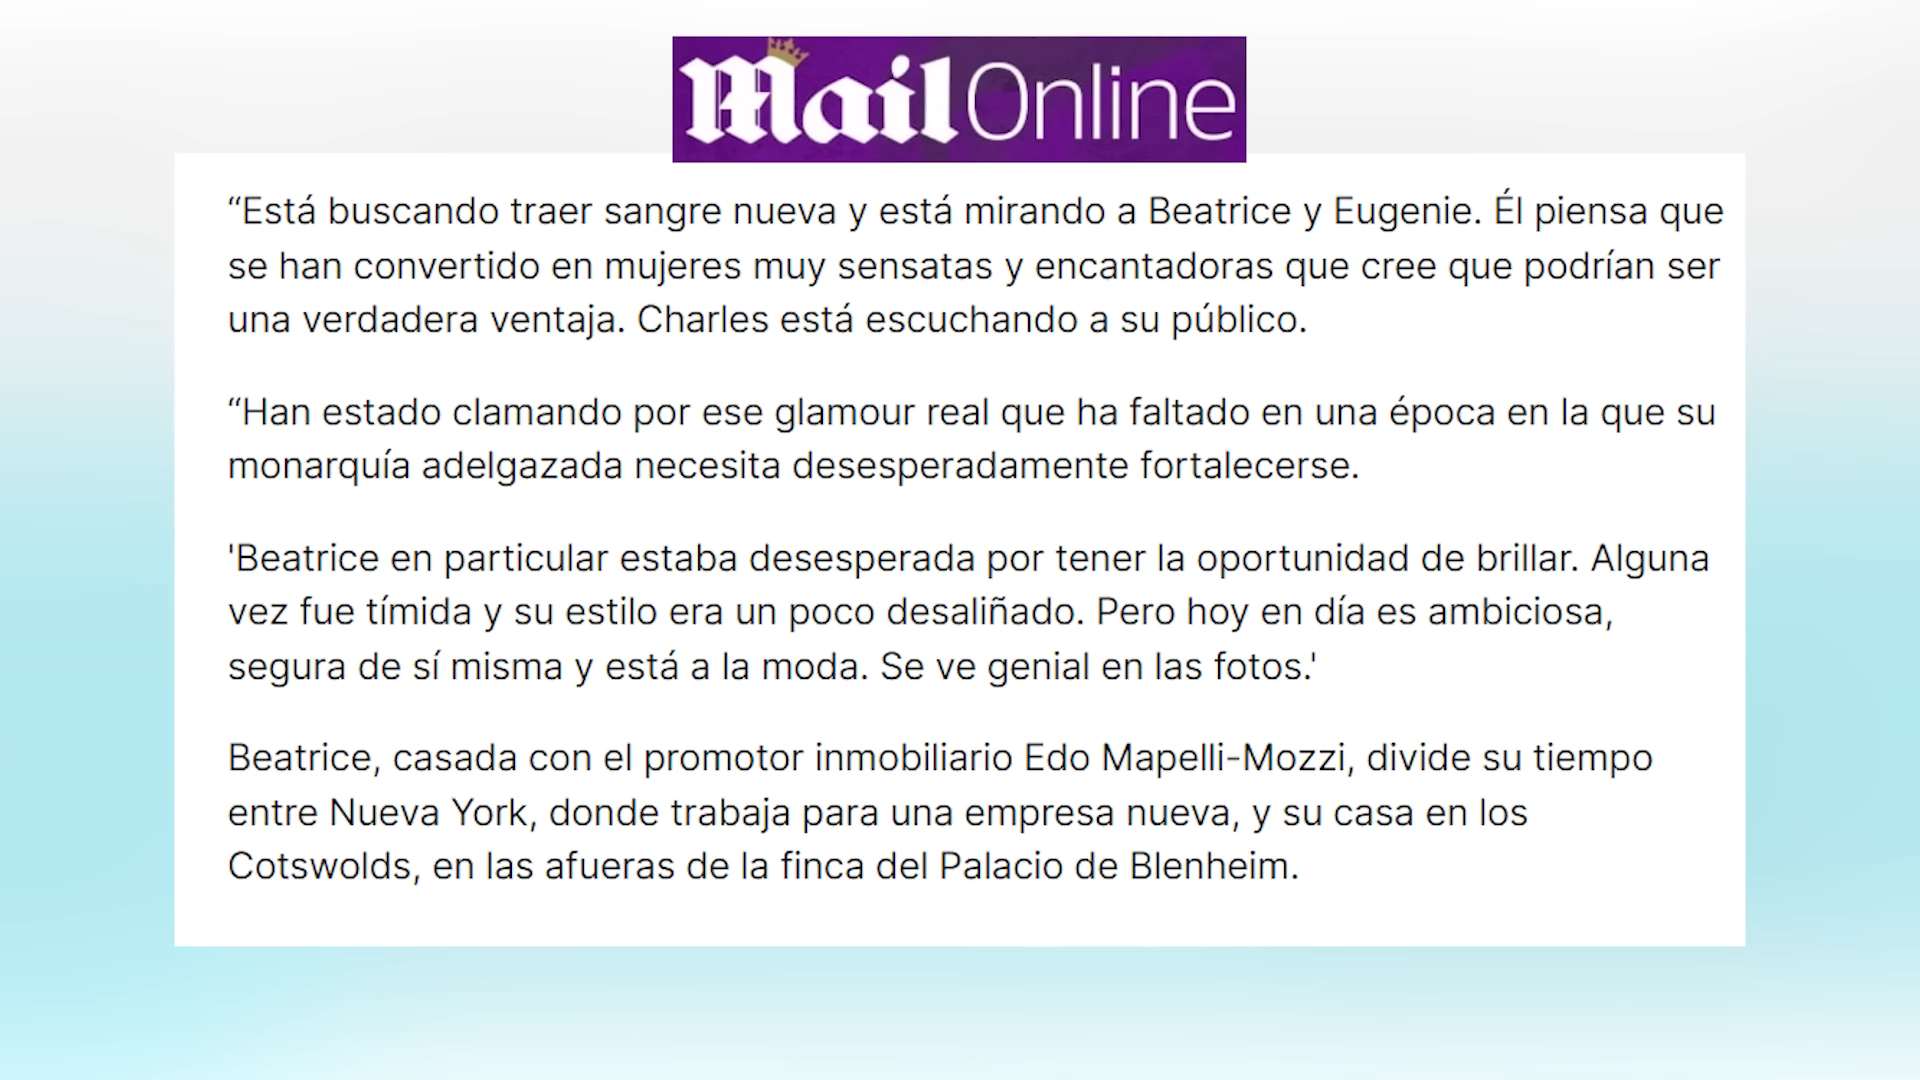 Mail Online
“Está buscando traer sangre nueva y está mirando a Beatrice y Eugenie. Él piensa que
se han convertido en mujeres muy sensatas y encantadoras que cree que podrían ser
una verdadera ventaja. Charles está escuchando a su público.
“Han estado clamando por ese glamour real que ha faltado en una época en la que su
monarquía adelgazada necesita desesperadamente fortalecerse.
'Beatrice en particular estaba desesperada por tener la oportunidad de brillar. Alguna
vez fue tímida y su estilo era un poco desaliñado. Pero hoy en día es ambiciosa,
segura de sí misma y está a la moda. Se ve genial en las fotos.'
Beatrice, casada con el promotor inmobiliario Edo Mapelli-Mozzi, divide su tiempo
entre Nueva York, donde trabaja para una empresa nueva, y su casa en los
Cotswolds, en las afueras de la finca del Palacio de Blenheim.